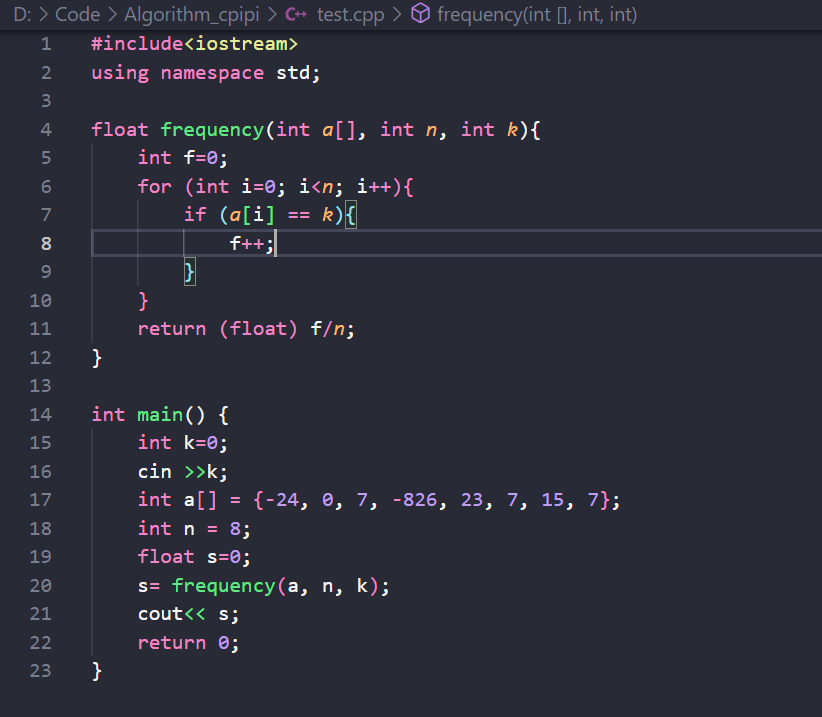 D: > Code > Algorithm_cpipi > C++ test.cpp > frequency(int [], int, int)
1 #include<iostream>
2 using namespace std;
3
4 float frequency(int a[], int n, int k){
5     int f=0;
6     for (int i=0; i<n; i++){
7         if (a[i] == k){
8             f++;
9         }
10     }
11     return (float) f/n;
12 }
13
14 int main() {
15     int k=0;
16     cin >>k;
17     int a[] = {-24, 0, 7, -826, 23, 7, 15, 7};
18     int n = 8;
19     float s=0;
20     s= frequency(a, n, k);
21     cout<< s;
22     return 0;
23 }